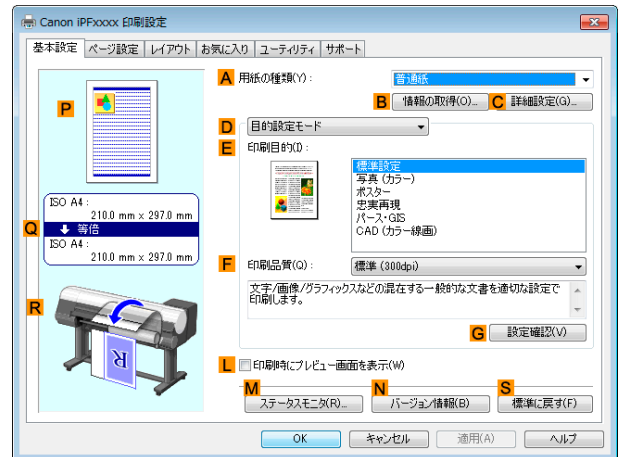 Canon iPFxxxx 印刷設定
基本設定 ページ設定 レイアウト お気に入り ユーティリティ サポート
A 用紙の種類(Y)： 普通紙
B 情報の取得(O)... C 詳細設定(G)...
P
D 目的設定モード
E 印刷目的(I)：
標準設定
写真 (カラー)
ポスター
忠実再現
パース・GIS
CAD (カラー線画)
ISO A4 :
210.0 mm x 297.0 mm
Q 等倍
ISO A4 :
210.0 mm x 297.0 mm
F 印刷品質(Q)： 標準 (300dpi)
文字/画像/グラフィックスなどの混在する一般的な文書を適切な設定で
印刷します。
R
R
G 設定確認(V)
L 印刷時にプレビュー画面を表示(W)
M N S
ステータスモニタ(R)... バージョン情報(B) 標準に戻す(F)
OK キャンセル 適用(A) ヘルプ